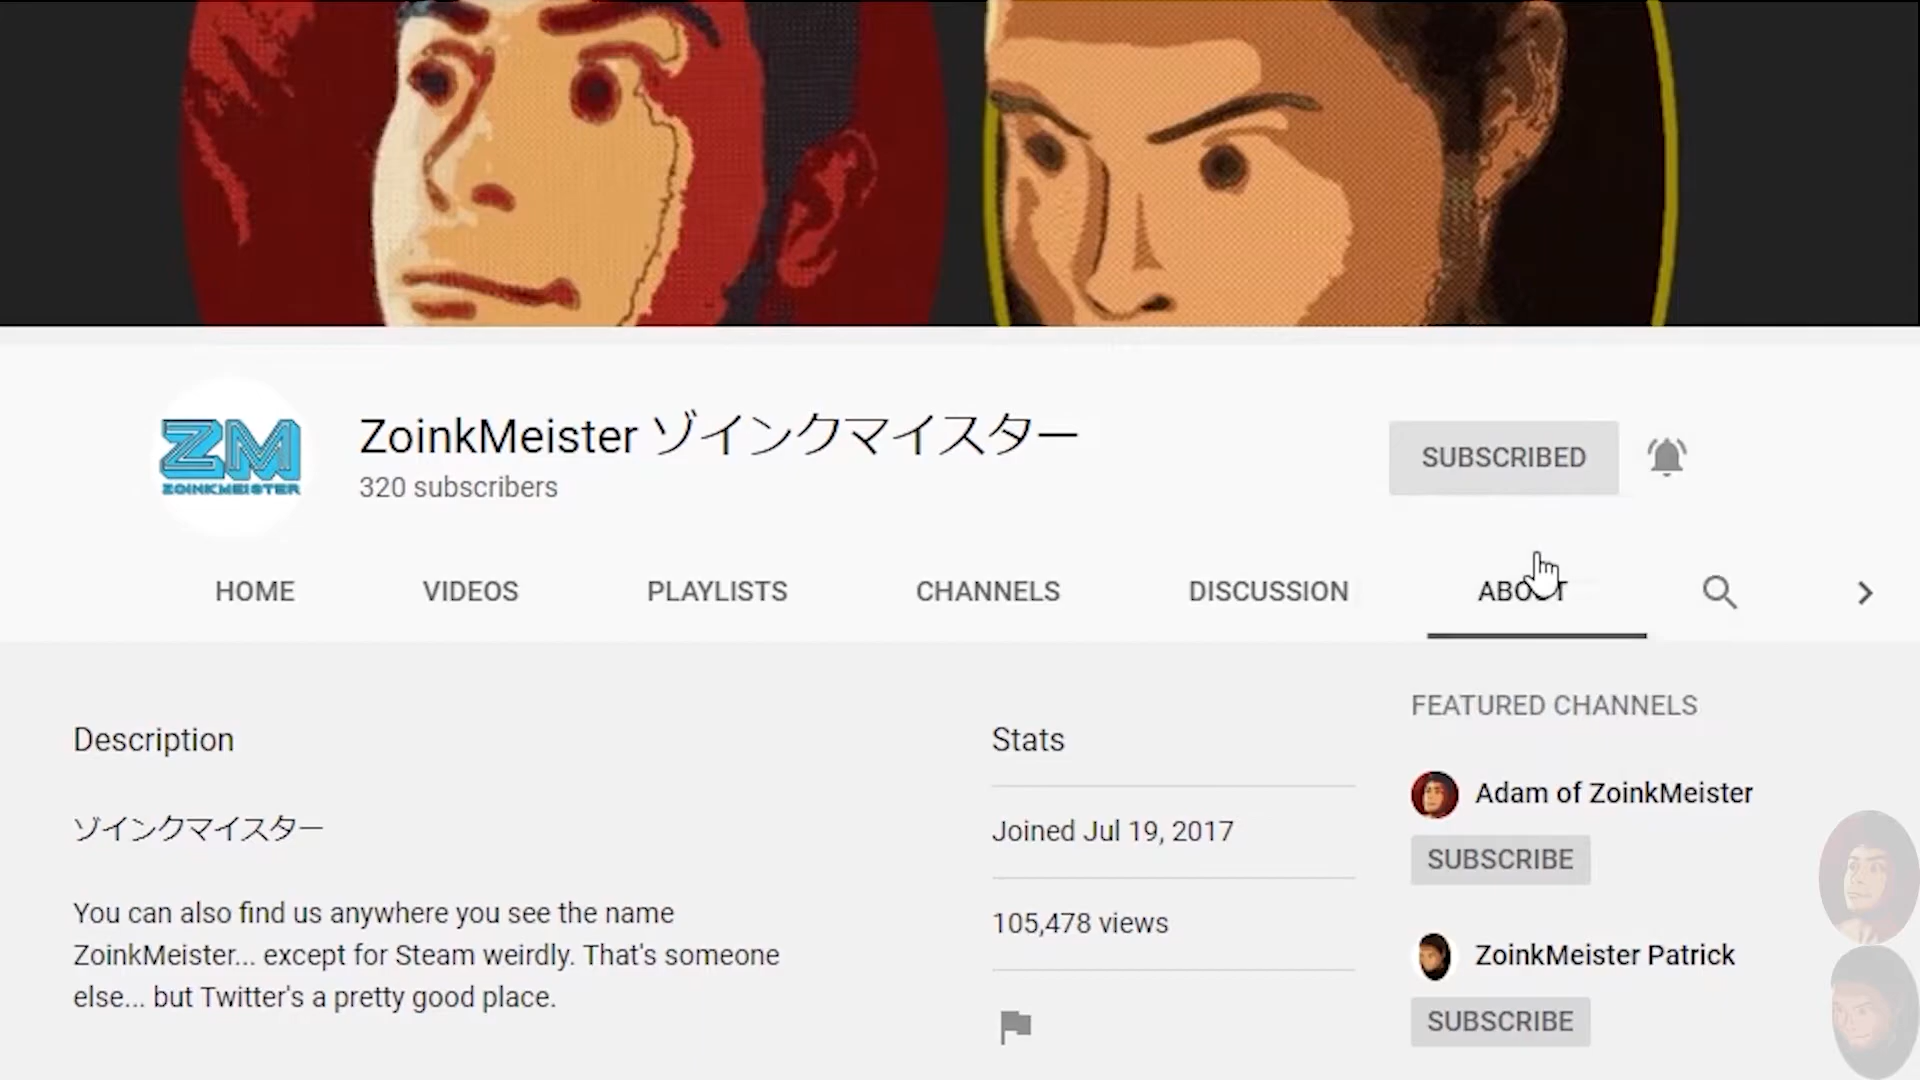 ZM
ZOINKMEISTER
ZoinkMeister ゾインクマイスター
320 subscribers
SUBSCRIBED
HOME
VIDEOS
PLAYLISTS
CHANNELS
DISCUSSION
ABOUT
Description
ゾインクマイスター
You can also find us anywhere you see the name
ZoinkMeister... except for Steam weirdly. That's someone
else... but Twitter's a pretty good place.
Stats
Joined Jul 19, 2017
105,478 views
FEATURED CHANNELS
Adam of ZoinkMeister
SUBSCRIBE
ZoinkMeister Patrick
SUBSCRIBE